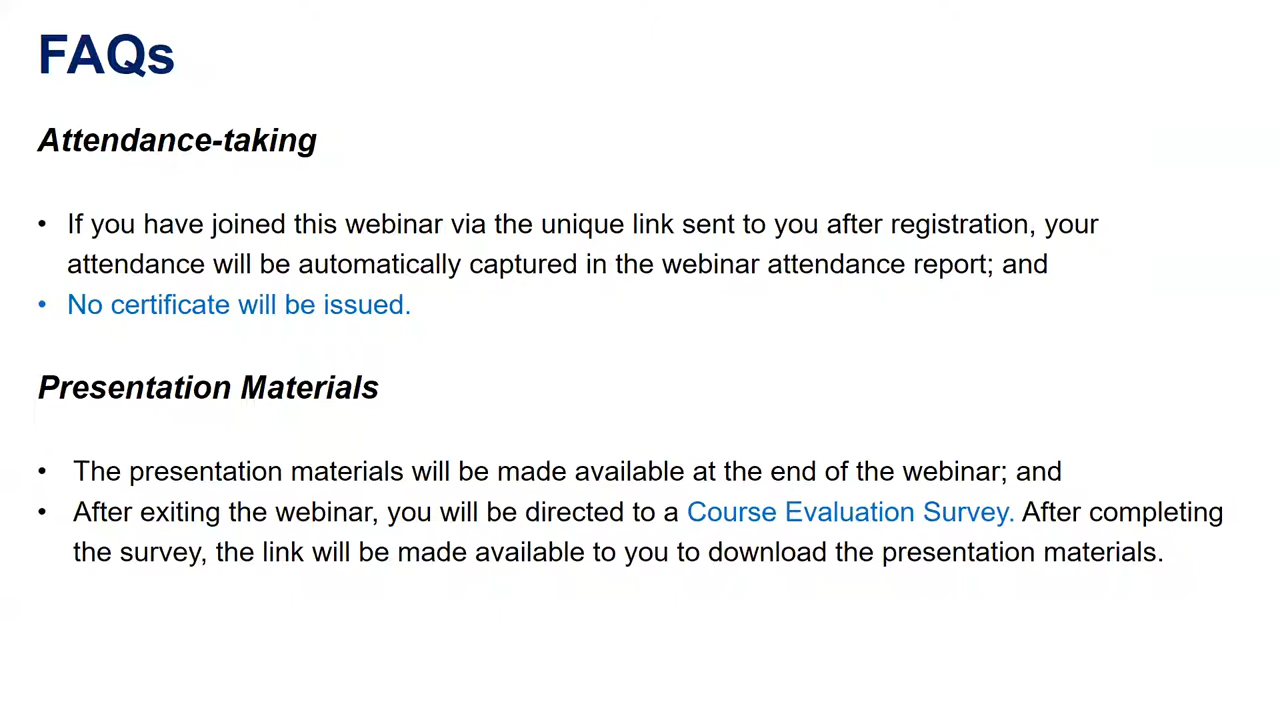 FAQs
Attendance-taking
• If you have joined this webinar via the unique link sent to you after registration, your
attendance will be automatically captured in the webinar attendance report; and
• No certificate will be issued.
Presentation Materials
• The presentation materials will be made available at the end of the webinar; and
• After exiting the webinar, you will be directed to a Course Evaluation Survey. After completing
the survey, the link will be made available to you to download the presentation materials.